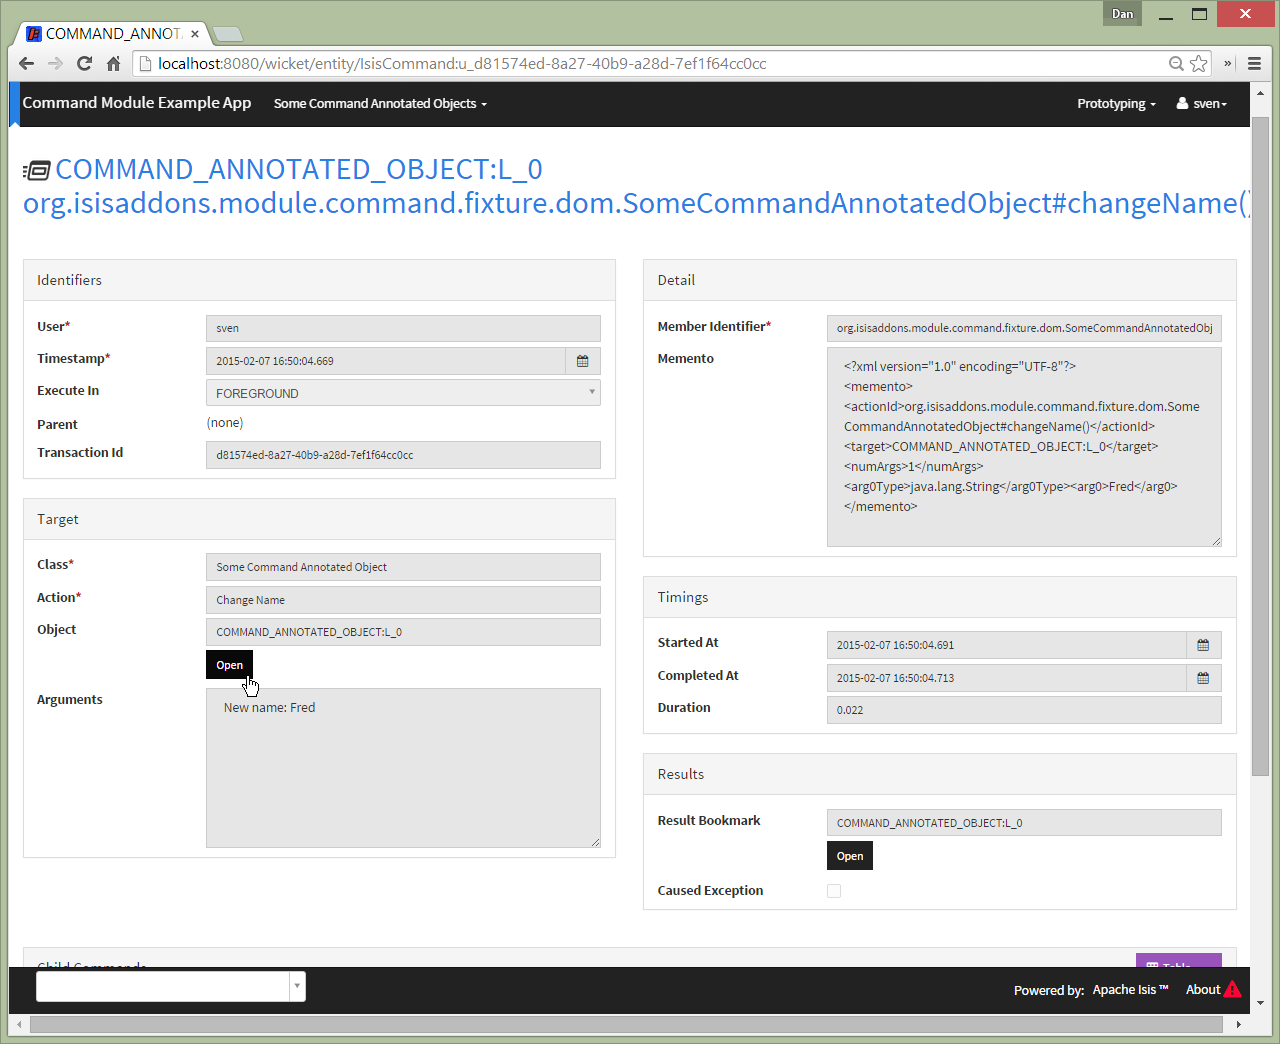 Dan
COMMAND_ANNOT
localhost:8080/wicket/entity/IsisCommand:u_d81574ed-8a27-40b9-a28d-7ef1f64cc0cc
Command Module Example App
Some Command Annotated Objects
Prototyping
sven
COMMAND_ANNOTATED_OBJECT:L_0
org.isisaddons.module.command.fixture.dom.SomeCommandAnnotatedObject#changeName()
Identifiers
User*
sven
Timestamp*
2015-02-07 16:50:04.669
Execute In
FOREGROUND
Parent
(none)
Transaction Id
d81574ed-8a27-40b9-a28d-7ef1f64cc0cc
Target
Class*
Some Command Annotated Object
Action*
Change Name
Object
COMMAND_ANNOTATED_OBJECT:L_0
Open
Arguments
New name: Fred
Detail
Member Identifier*
org.isisaddons.module.command.fixture.dom.SomeCommandAnnotatedObj
Memento
<?xml version="1.0" encoding="UTF-8"?>
<memento>
<actionId>org.isisaddons.module.command.fixture.dom.Some
CommandAnnotatedObject#changeName()</actionId>
<target>COMMAND_ANNOTATED_OBJECT:L_0</target>
<numArgs>1</numArgs>
<arg0Type>java.lang.String</arg0Type><arg0>Fred</arg0>
</memento>
Timings
Started At
2015-02-07 16:50:04.691
Completed At
2015-02-07 16:50:04.713
Duration
0.022
Results
Result Bookmark
COMMAND_ANNOTATED_OBJECT:L_0
Open
Caused Exception
Child Commands
Table
Powered by:
Apache Isis ™
About